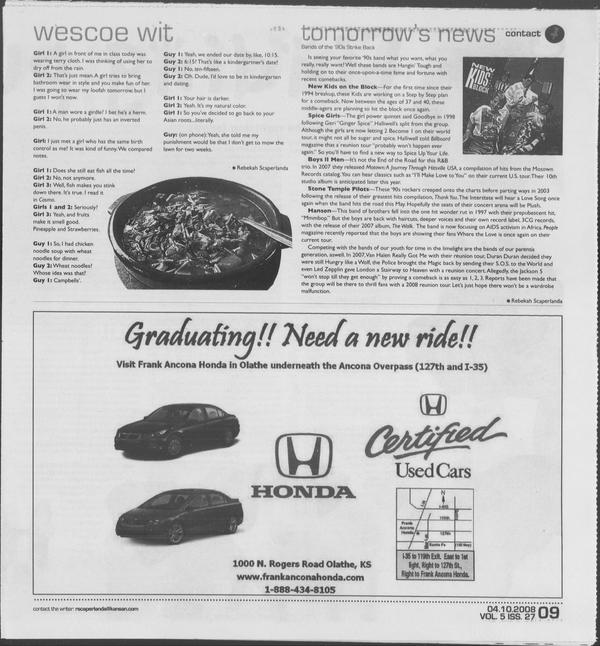 wescoe wit
Girl 1: A girl in front of me in class today was
wearing terry cloth. I was thinking of using her to
dry off from the rain.
Girl 2: That's just mean. A girl tries to bring
bathroom wear in style and you make fun of her.
I was going to wear my loofah tomorrow but I
guess I won't now.
Girl 1: A man wore a girdle? I bet he's a herm.
Girl 2: No, he probably just has an inverted
penis.
Girl: I just met a girl who has the same birth
control as me! It was kind of funny. We compared
notes.
Girl 1: Does she still eat fish all the time?
Girl 2: No, not anymore.
Girl 3: Well, fish makes you stink
down there. It's true. I read it
in Cosmo.
Girls 1 and 2: Seriously?
Girl 3: Yeah, and fruits
make it smell good.
Pineapple and Strawberries.
Guy 1: So, I had chicken
noodle soup with wheat
noodles for dinner.
Guy 2: Wheat noodles?
Whose idea was that?
Guy 1: Campbells'.
Guy 1: Yeah, we ended our date by, like, 10:15.
Guy 2: 6:15? That's like a kindergartner's date!
Guy 1: No, ten-fifteen.
Guy 2: Oh. Dude, I'd love to be in kindergarten
and dating.
Girl 1: Your hair is darker.
Girl 2: Yeah. It's my natural color.
Girl 1: So you've decided to go back to your
Asian roots...literally.
Guy: (on phone): Yeah, she told me my
punishment would be that I don't get to mow the
lawn for two weeks.
Rebekah Scaperlanda
tomorrow's news
contact
Bands of the '90s Strike Back
Is seeing your favorite '90s band what you want, what you
really, really want? Well these bands are Hangin' Tough and
holding on to their once-upon-a-time fame and fortune with
recent comebacks.
New Kids on the Block—For the first time since their
1994 breakup, these Kids are working on a Step by Step plan
for a comeback. Now between the ages of 37 and 40, these
middle-agers are planning to hit the block once again.
Spice Girls—The girl power quintet said Goodbye in 1998
following Geri "Ginger Spice" Halliwell's split from the group.
Although the girls are now letting 2 Become 1 on their world
tour, it might not all be sugar and spice. Halliwell told Billboard
magazine that a reunion tour "probably won't happen ever
again." So you'll have to find a new way to Spice Up Your Life.
Boys II Men—It's not the End of the Road for this R&B
trio. In 2007 they released Motown: A Journey Through Hitsville USA, a compilation of hits from the Motown
Records catalog. You can hear classics such as "I'll Make Love to You" on their current U.S. tour. Their 10th
studio album is anticipated later this year.
Stone Temple Pilots—These '90s rockers creeped onto the charts before parting ways in 2003
following the release of their greatest hits compilation, Thank You. The Interstate will hear a Love Song once
again when the band hits the road this May. Hopefully the seats of their concert arena will be Plush.
Hanson—This band of brothers fell into the one hit wonder rut in 1997 with their prepubescent hit,
"Mmmbop." But the boys are back with haircuts, deeper voices and their own record label, 3CG records,
with the release of their 2007 album, The Walk. The band is now focusing on AIDS activism in Africa. People
magazine recently reported that the boys are showing their fans Where the Love is once again on their
current tour.
Competing with the bands of our youth for time in the limelight are the bands of our parents
generation, aswell. In 2007, Van Halen Really Got Me with their reunion tour, Duran Duran decided they
were still Hungry like a Wolf, the Police brought the Magic back by sending their S.O.S. to the World and
even Led Zeppelin gave London a Stairway to Heaven with a reunion concert. Allegedly, the Jackson 5
"won't stop till they get enough" by proving a comeback is as easy as 1, 2, 3. Reports have been made that
the group will be there to thrill fans with a 2008 reunion tour. Let's just hope there won't be a wardrobe
malfunction.
Rebekah Scaperlanda
NEW
KIDS
BLOCK
Graduating!! Need a new ride!!
Visit Frank Ancona Honda in Olathe underneath the Ancona Overpass (127th and I-35)
HONDA
Certified
Used Cars
N
119th
127th
Frank
Ancona
Honda
Santa Fe
I-35 to 119th Exit. East to 1st
light, Right to 127th St.,
Right to Frank Ancona Honda.
1000 N. Rogers Road Olathe, KS
www.frankanconahonda.com
1-888-434-8105
contact the writer: rscaperlanda@kansan.com
04.10.2008
VOL. 5 ISS. 27 09